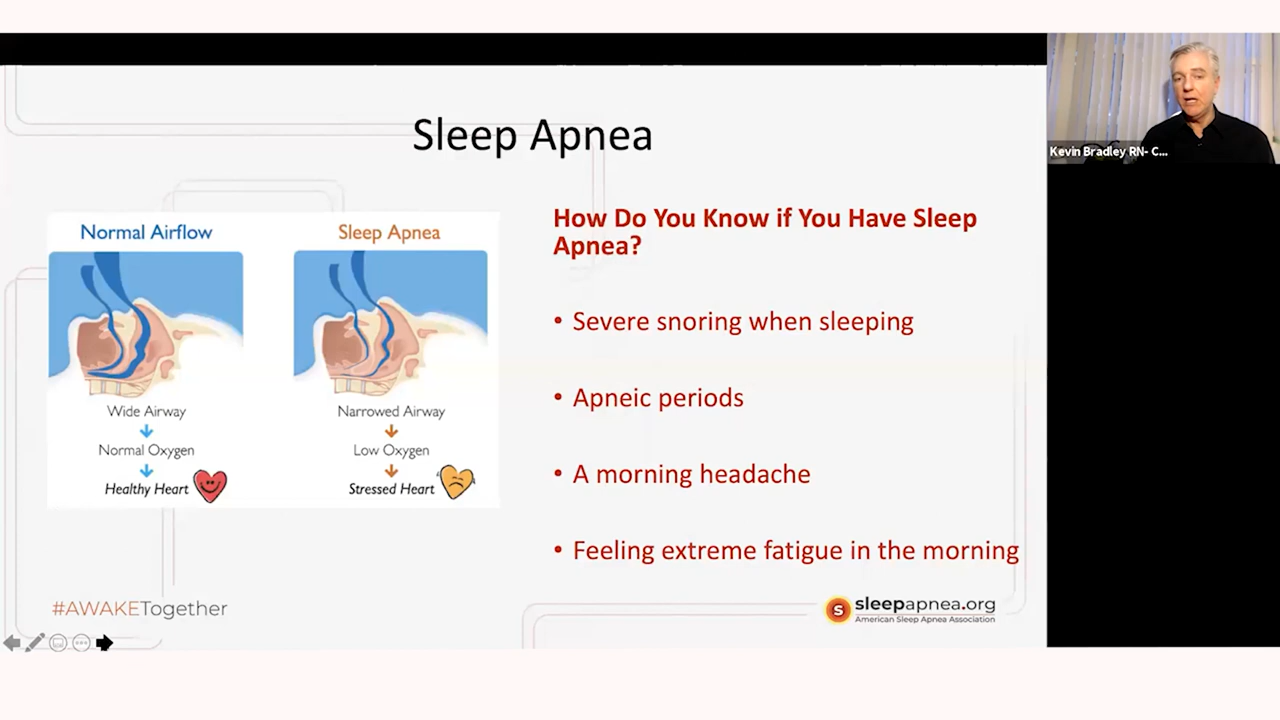 Sleep Apnea
Kevin Bradley RN- C...
Normal Airflow
Wide Airway
Normal Oxygen
Healthy Heart
Sleep Apnea
Narrowed Airway
Low Oxygen
Stressed Heart
How Do You Know if You Have Sleep
Apnea?
• Severe snoring when sleeping
• Apneic periods
• A morning headache
• Feeling extreme fatigue in the morning
#AWAKETogether
s
sleepapnea.org
American Sleep Apnea Association